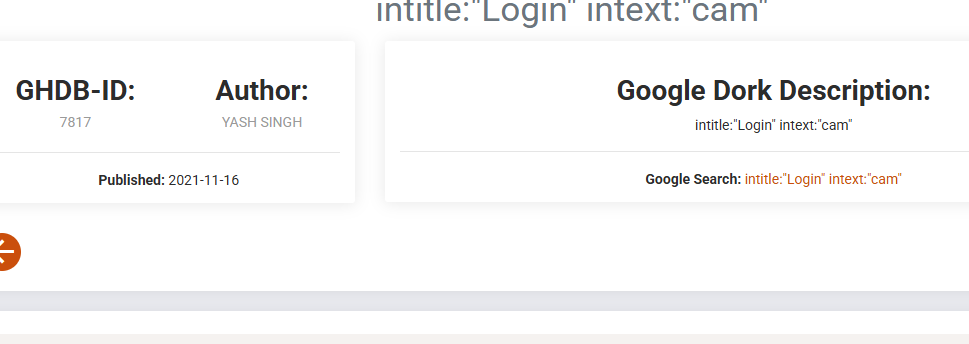 intitle:"Login" intext:"cam"
GHDB-ID:
7817
Author:
YASH SINGH
Published: 2021-11-16
Google Dork Description:
intitle:"Login" intext:"cam"
Google Search: intitle:"Login" intext:"cam"